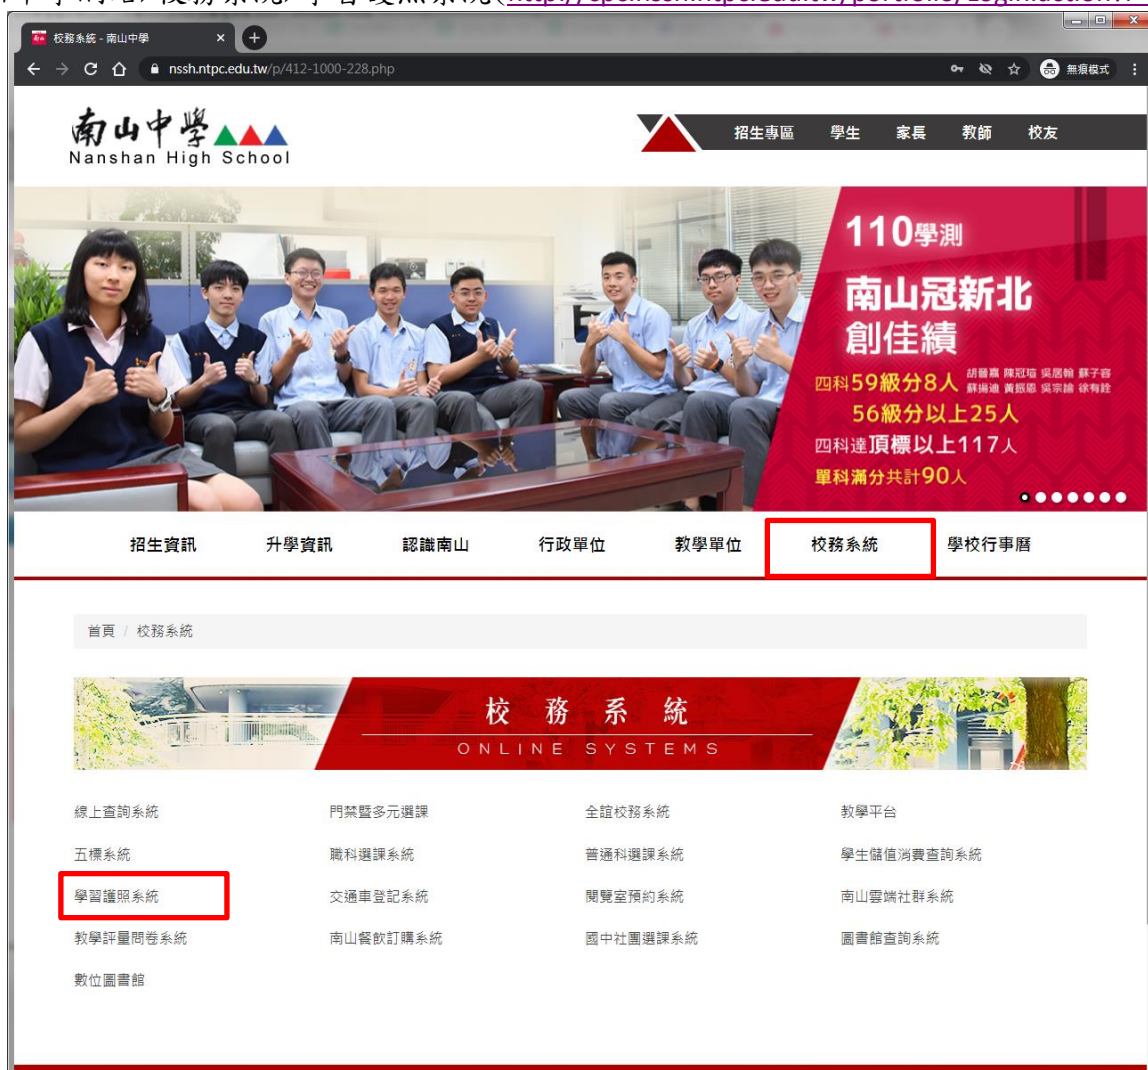 校務系統 - 南山中學
nssh.ntpc.edu.tw/p/412-1000-228.php
無痕模式
南山中學
Nanshan High School
招生專區 學生 家長 教師 校友
110學測
南山冠新北
創佳績
四科59級分8人
56級分以上25人
四科達頂標以上117人
單科滿分共計90人
招生資訊 升學資訊 認識南山 行政單位 教學單位 校務系統 學校行事曆
首頁 / 校務系統
校務系統
ONLINE SYSTEMS
線上查詢系統 門禁暨多元選課 全誼校務系統 教學平台
五標系統 職科選課系統 普通科選課系統 學生儲值消費查詢系統
學習護照系統 交通車登記系統 閱覽室預約系統 南山雲端社群系統
教學評量問卷系統 南山餐飲訂購系統 國中社團選課系統 圖書館查詢系統
數位圖書館